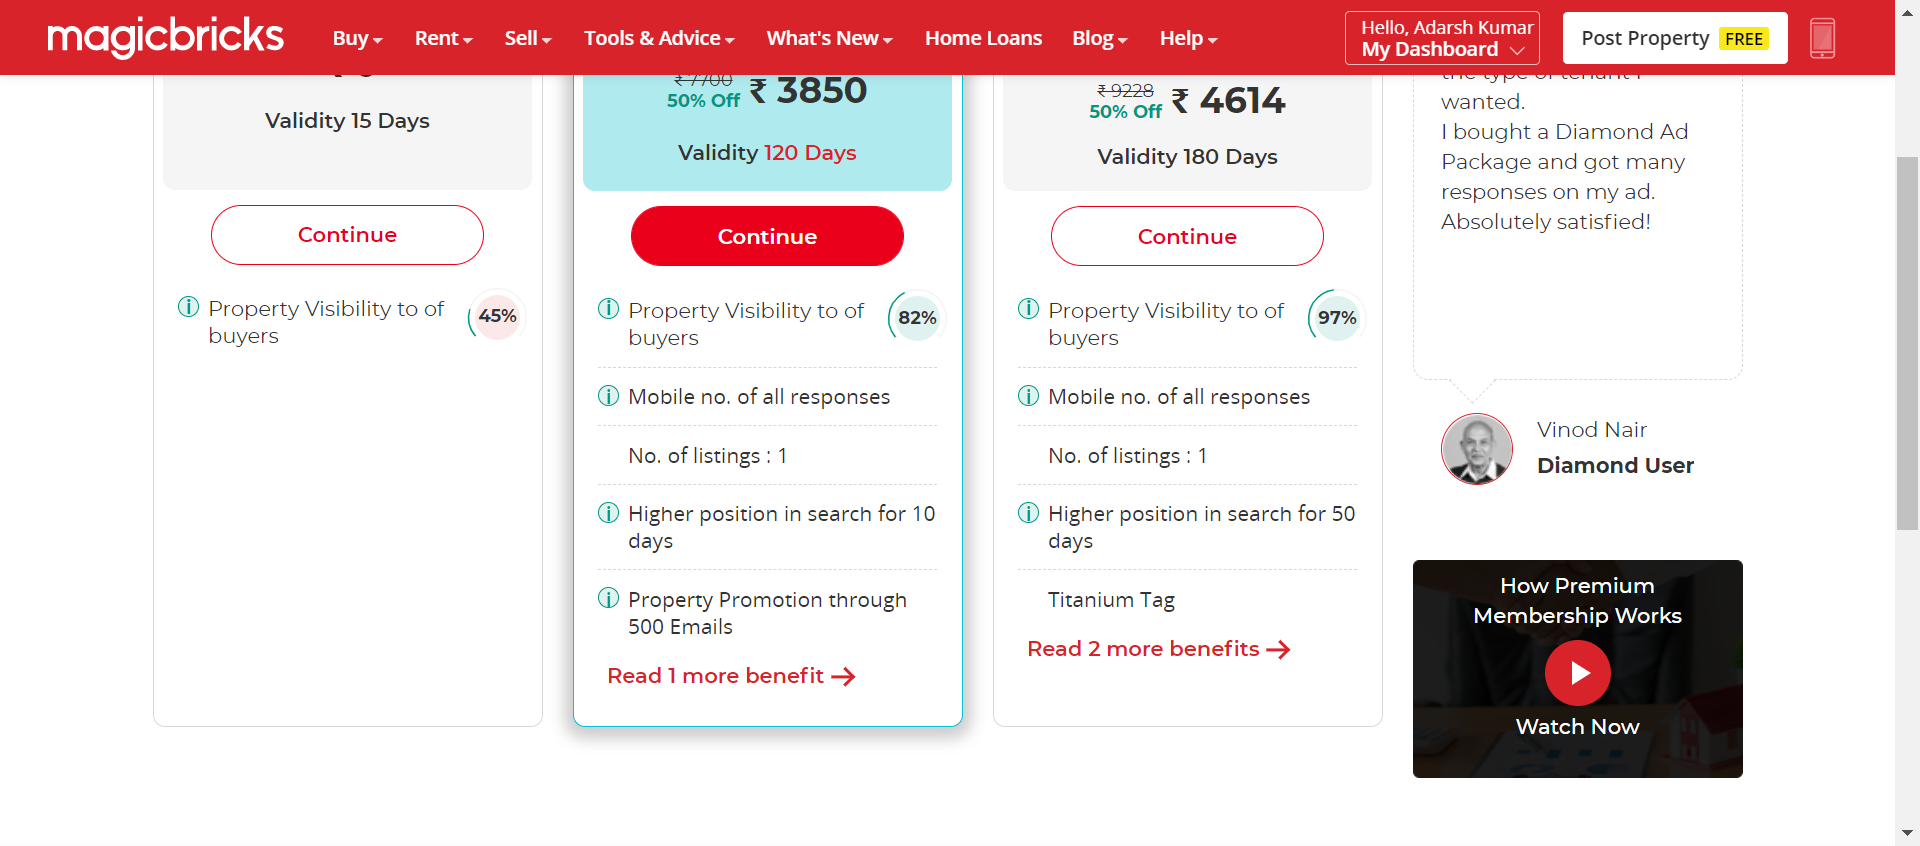 magicbricks
Buy
Rent
Sell
Tools & Advice
What's New
Home Loans
Blog
Help
Hello, Adarsh Kumar
My Dashboard
Post Property FREE
Validity 15 Days
Continue
Property Visibility to of
buyers
45%
₹ 7700
50% Off ₹ 3850
Validity 120 Days
Continue
Property Visibility to of
buyers
82%
Mobile no. of all responses
No. of listings : 1
Higher position in search for 10
days
Property Promotion through
500 Emails
Read 1 more benefit →
₹ 9228
50% Off ₹ 4614
Validity 180 Days
Continue
Property Visibility to of
buyers
97%
Mobile no. of all responses
No. of listings : 1
Higher position in search for 50
days
Titanium Tag
Read 2 more benefits →
the type of tenant I
wanted.
I bought a Diamond Ad
Package and got many
responses on my ad.
Absolutely satisfied!
Vinod Nair
Diamond User
How Premium
Membership Works
Watch Now